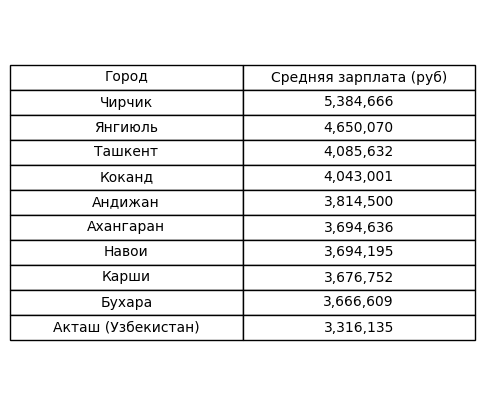 Город Средняя зарплата (руб)
Чирчик 5,384,666
Янгиюль 4,650,070
Ташкент 4,085,632
Коканд 4,043,001
Андижан 3,814,500
Ахангаран 3,694,636
Навои 3,694,195
Карши 3,676,752
Бухара 3,666,609
Акташ (Узбекистан) 3,316,135